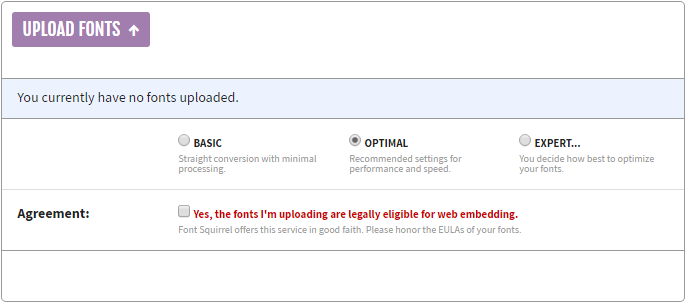 UPLOAD FONTS
You currently have no fonts uploaded.
BASIC
Straight conversion with minimal
processing.
OPTIMAL
Recommended settings for
performance and speed.
EXPERT...
You decide how best to optimize
your fonts.
Agreement:
Yes, the fonts I'm uploading are legally eligible for web embedding.
Font Squirrel offers this service in good faith. Please honor the EULAs of your fonts.